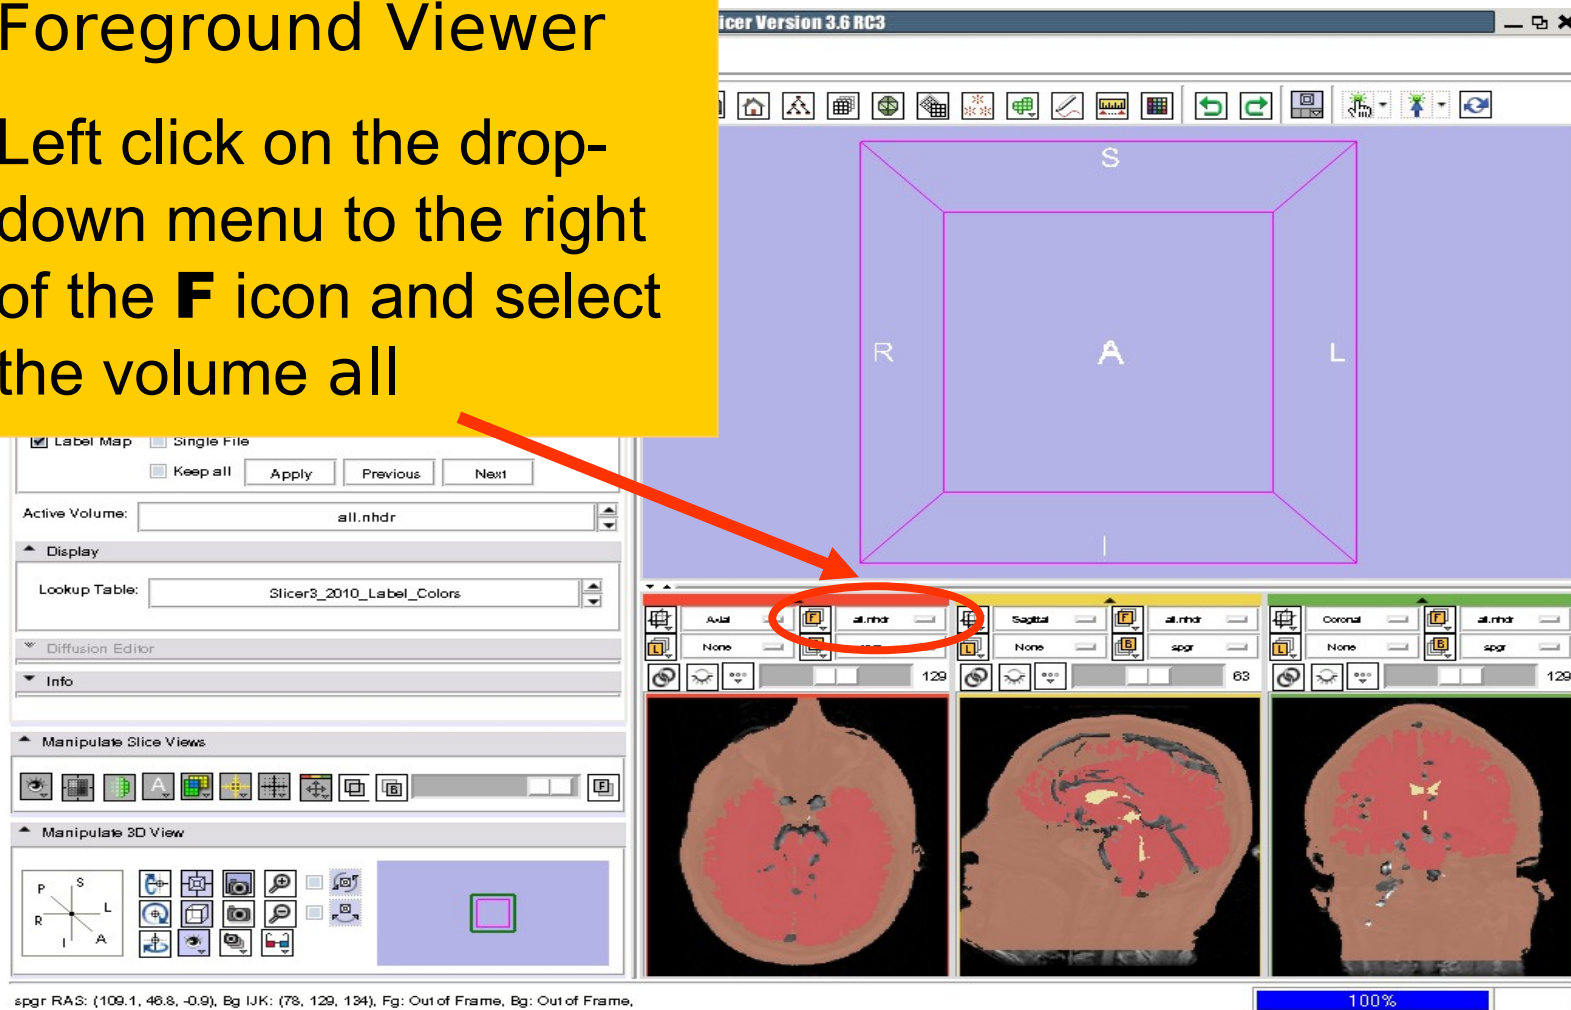 Foreground Viewer
Left click on the drop-
down menu to the right
of the F icon and select
the volume all
icer Version 3.6 RC3
S
R A L
I
Label Map Single File
Keep all Apply Previous Next
Active Volume: all.nhdr
Display
Lookup Table: Slicer3_2010_Label_Colors
Diffusion Editor
Info
Manipulate Slice Views
A B F
Manipulate 3D View
P S
R L
I A
Axial F all.nhdr
L None B
129
Sagittal F all.nhdr
L None B spgr
63
Coronal F all.nhdr
L None B spgr
129
spgr RAS: (109.1, 46.8, -0.9), Bg IJK: (78, 129, 134), Fg: Out of Frame, Bg: Out of Frame,
100%